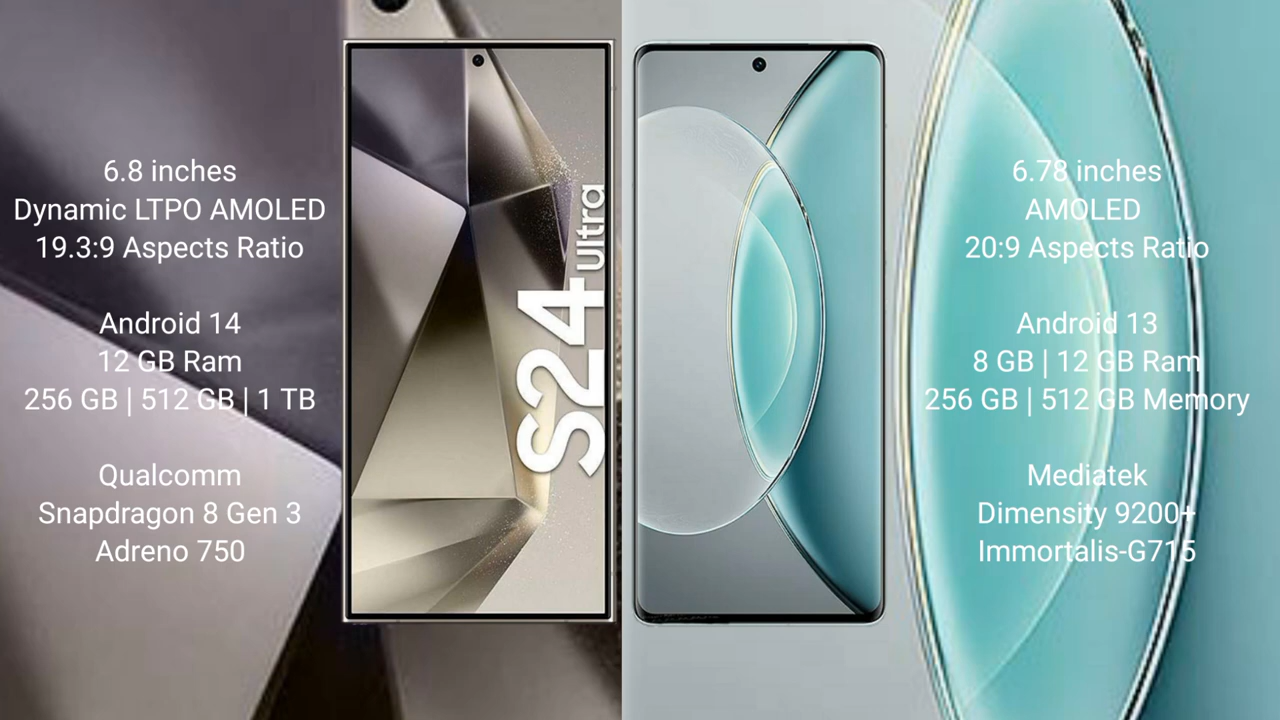 6.8 inches
Dynamic LTPO AMOLED
19.3:9 Aspects Ratio
Android 14
12 GB Ram
256 GB | 512 GB | 1 TB
Qualcomm
Snapdragon 8 Gen 3
Adreno 750
S24 Ultra
6.78 inches
AMOLED
20:9 Aspects Ratio
Android 13
8 GB | 12 GB Ram
256 GB | 512 GB Memory
Mediatek
Dimensity 9200+
Immortalis-G715